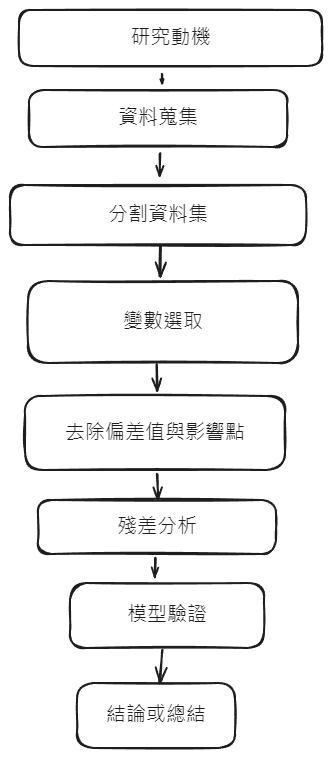 研究動機
資料蒐集
分割資料集
變數選取
去除偏差值與影響點
殘差分析
模型驗證
結論或總結